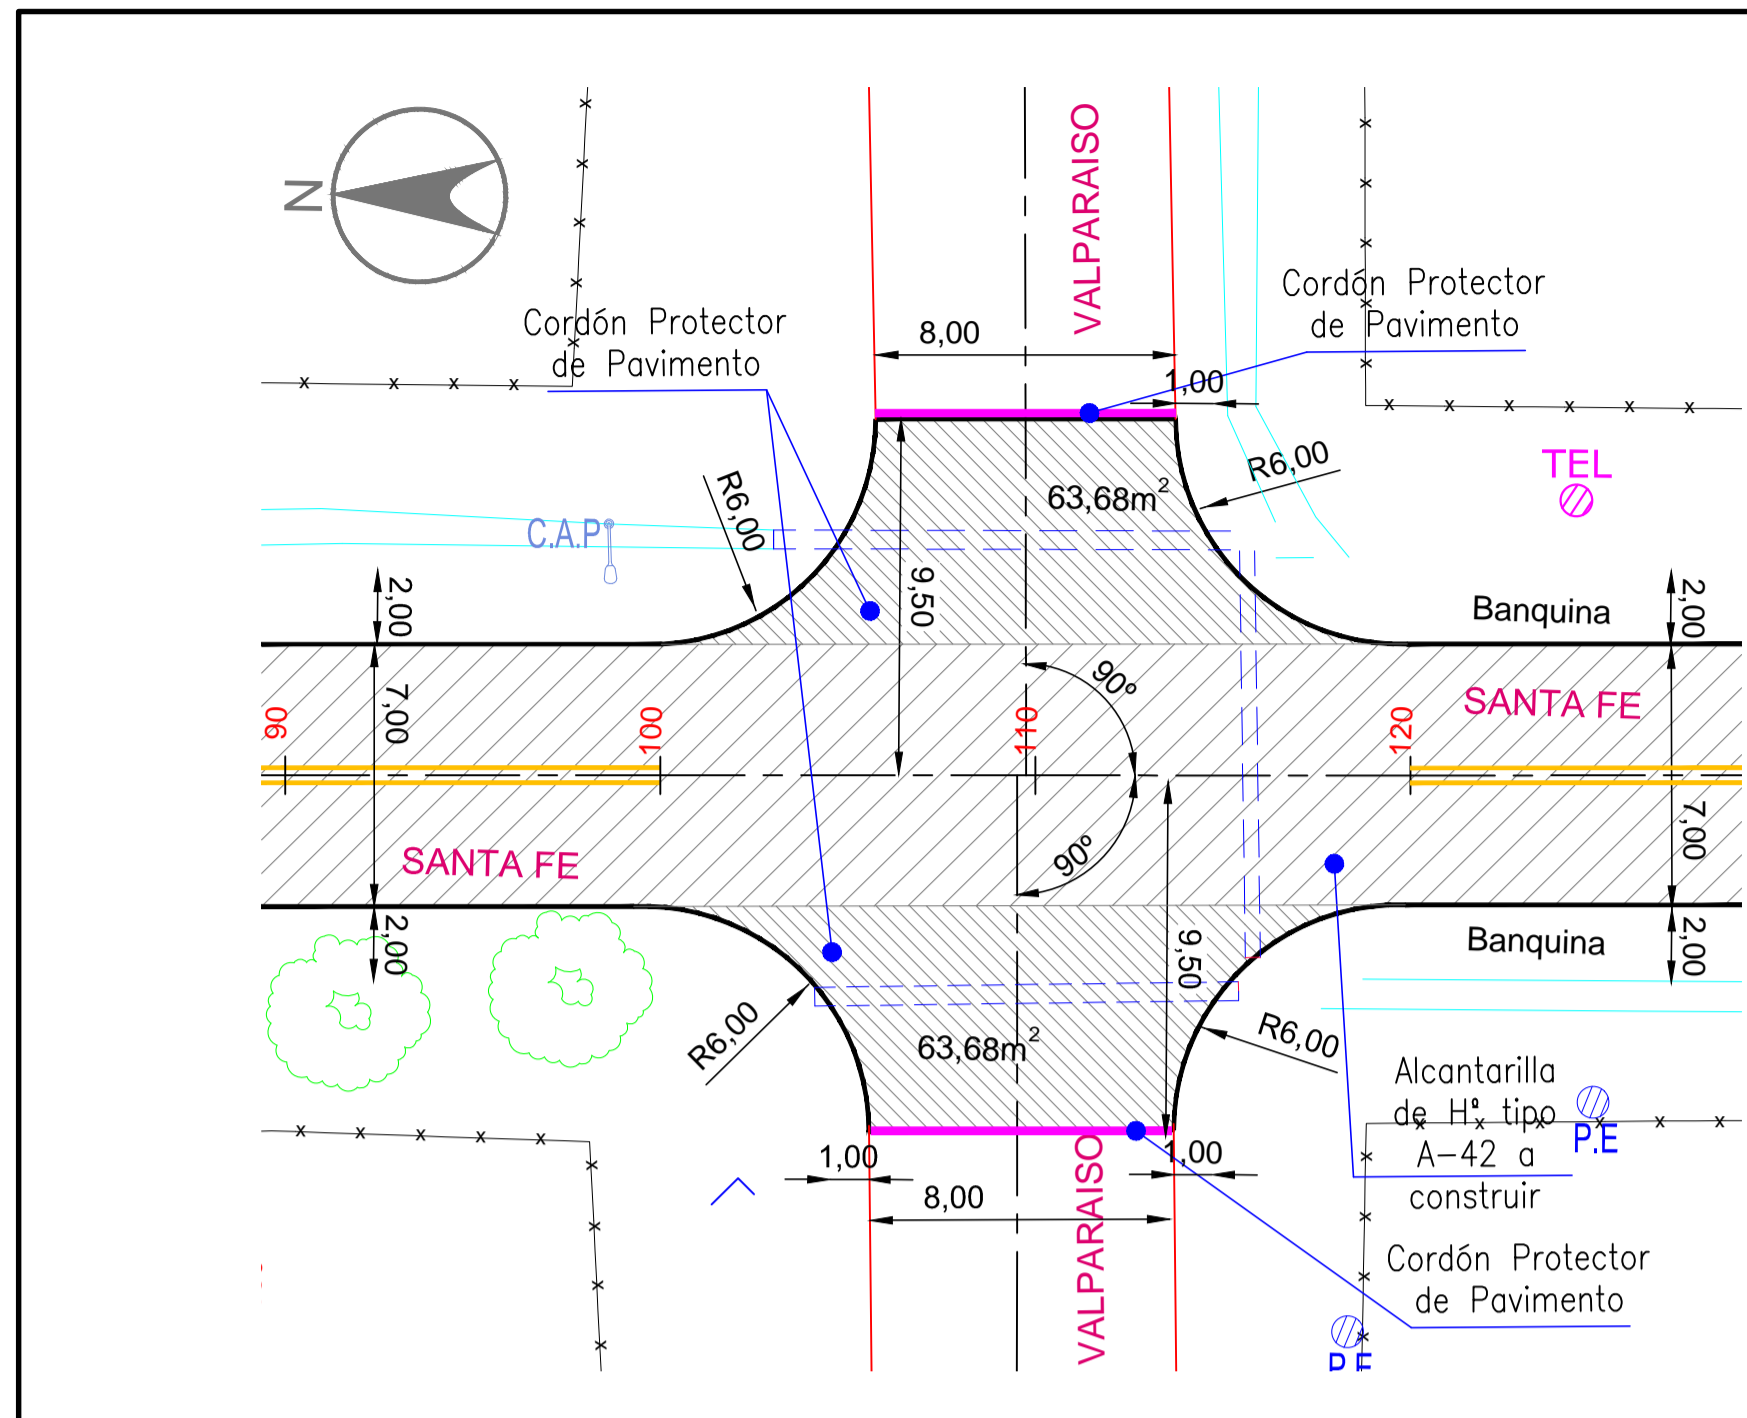 N
VALPARAISO
Cordón Protector
de Pavimento
Cordón Protector
de Pavimento
8,00
1,00
R6,00
R6,00
63,68m²
TEL
C.A.P
9,50
2,00
2,00
Banquina
90º
7,00
SANTA FE
90
100
110
120
7,00
SANTA FE
90º
2,00
2,00
Banquina
9,50
R6,00
R6,00
63,68m²
Alcantarilla
de Hº tipo
A-42 a
construir
P.E
1,00
1,00
8,00
VALPARAISO
Cordón Protector
de Pavimento
P.E